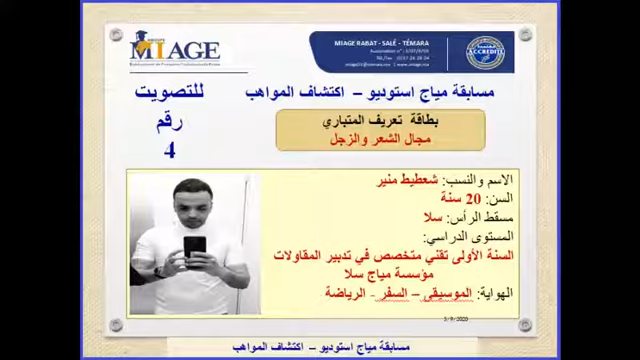 GROUPE
MIAGE
MIAGE RABAT - SALÉ - TÉMARA
ACCREDITÉ
مسابقة مياج استوديو – اكتشاف المواهب
للتصويت
رقم
4
بطاقة تعريف المتباري
مجال الشعر والزجل
الاسم والنسب: شعطيط منير
السن: 20 سنة
مسقط الرأس: سلا
المستوى الدراسي:
السنة الأولى تقني متخصص في تدبير المقاولات
مؤسسة مياج سلا
الهواية: الموسيقى – السفر - الرياضة
مسابقة مياج استوديو – اكتشاف المواهب